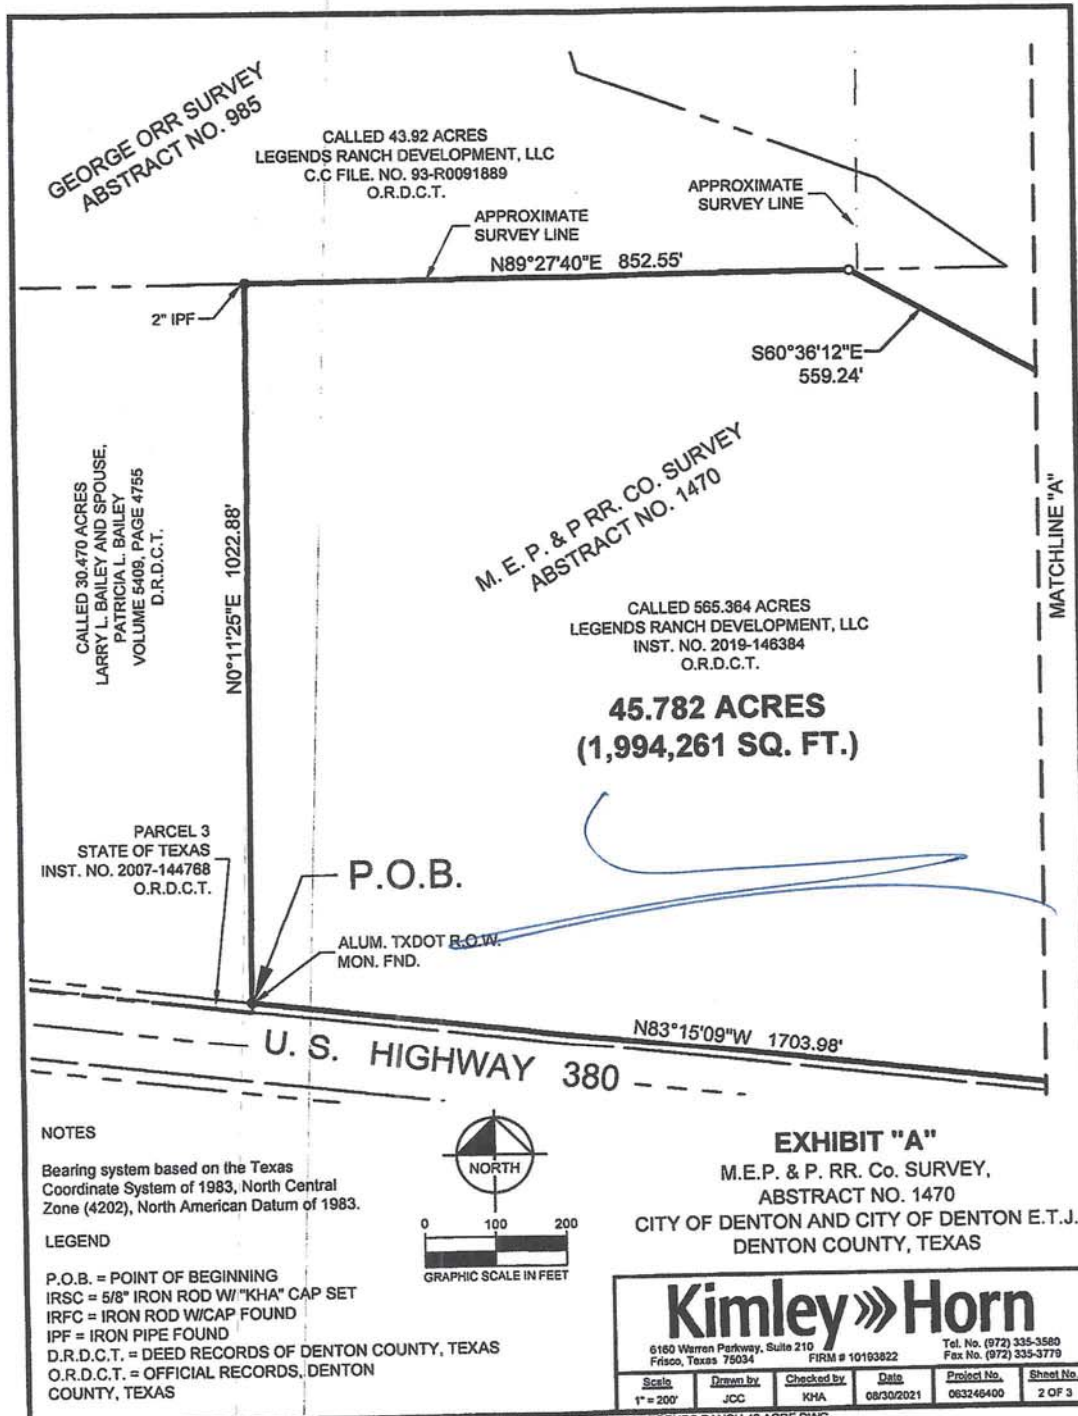 GEORGE ORR SURVEY
ABSTRACT NO. 985
CALLED 43.92 ACRES
LEGENDS RANCH DEVELOPMENT, LLC
C.C FILE. NO. 93-R0091889
O.R.D.C.T.
APPROXIMATE
SURVEY LINE
APPROXIMATE
SURVEY LINE
N89°27'40"E 852.55'
2" IPF
S60°36'12"E
559.24'
CALLED 30.470 ACRES
LARRY L. BAILEY AND SPOUSE,
PATRICIA L. BAILEY
VOLUME 5409, PAGE 4755
D.R.D.C.T.
N0°11'25"E 1022.88'
M. E. P. & P RR. CO. SURVEY
ABSTRACT NO. 1470
MATCHLINE "A"
CALLED 565.364 ACRES
LEGENDS RANCH DEVELOPMENT, LLC
INST. NO. 2019-146384
O.R.D.C.T.
45.782 ACRES
(1,994,261 SQ. FT.)
PARCEL 3
STATE OF TEXAS
INST. NO. 2007-144768
O.R.D.C.T.
P.O.B.
ALUM. TXDOT R.O.W.
MON. FND.
N83°15'09"W 1703.98'
U. S. HIGHWAY 380
NOTES
Bearing system based on the Texas
Coordinate System of 1983, North Central
Zone (4202), North American Datum of 1983.
LEGEND
P.O.B. = POINT OF BEGINNING
IRSC = 5/8" IRON ROD W/ "KHA" CAP SET
IRFC = IRON ROD W/CAP FOUND
IPF = IRON PIPE FOUND
D.R.D.C.T. = DEED RECORDS OF DENTON COUNTY, TEXAS
O.R.D.C.T. = OFFICIAL RECORDS, DENTON
COUNTY, TEXAS
NORTH
0 100 200
GRAPHIC SCALE IN FEET
EXHIBIT "A"
M.E.P. & P. RR. Co. SURVEY,
ABSTRACT NO. 1470
CITY OF DENTON AND CITY OF DENTON E.T.J.
DENTON COUNTY, TEXAS
Kimley»Horn
6160 Warren Parkway, Suite 210
Frisco, Texas 75034
FIRM # 10193822
Tel. No. (972) 335-3580
Fax No. (972) 335-3779
Scale Drawn by Checked by Date Project No. Sheet No.
1" = 200' JCC KHA 08/30/2021 063246400 2 OF 3